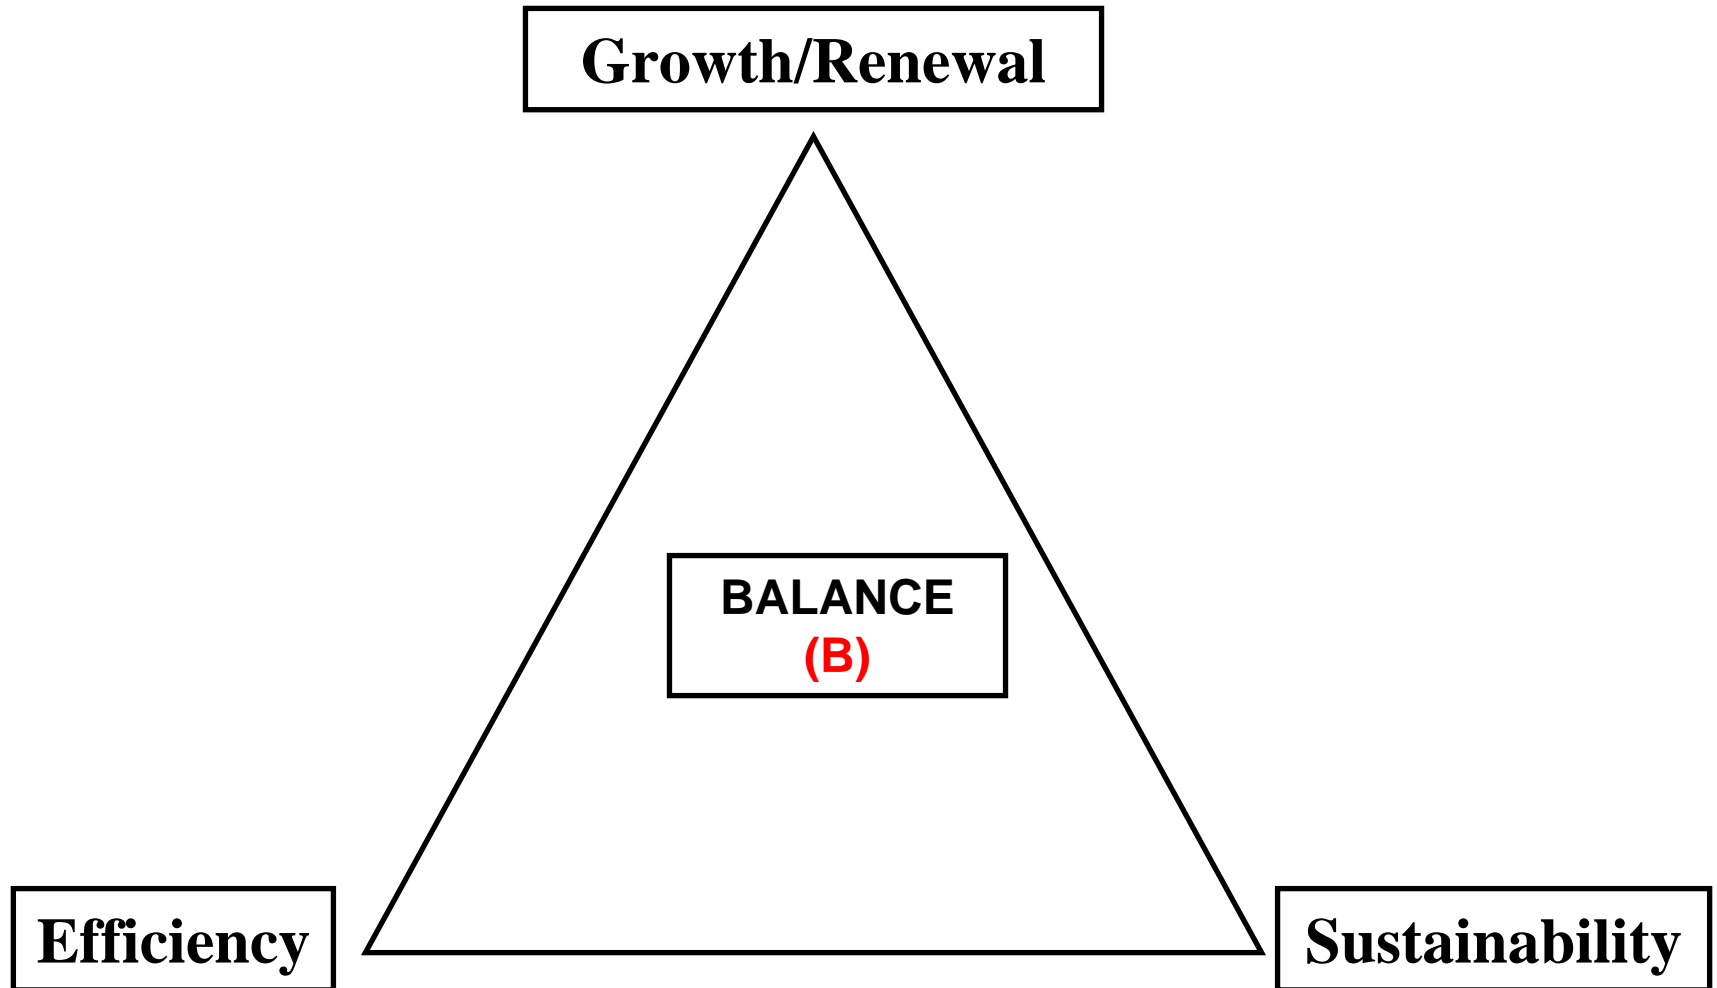 Growth/Renewal
BALANCE
(B)
Efficiency
Sustainability